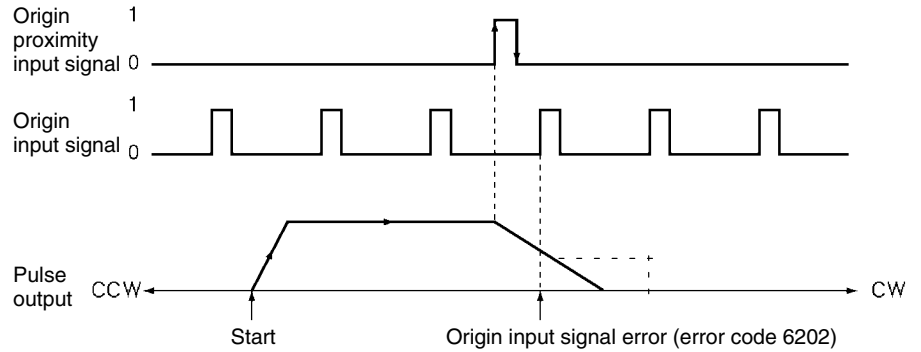 Origin
proximity
input signal
1
0
Origin
input signal
1
0
Pulse
output
CCW
CW
Start
Origin input signal error (error code 6202)